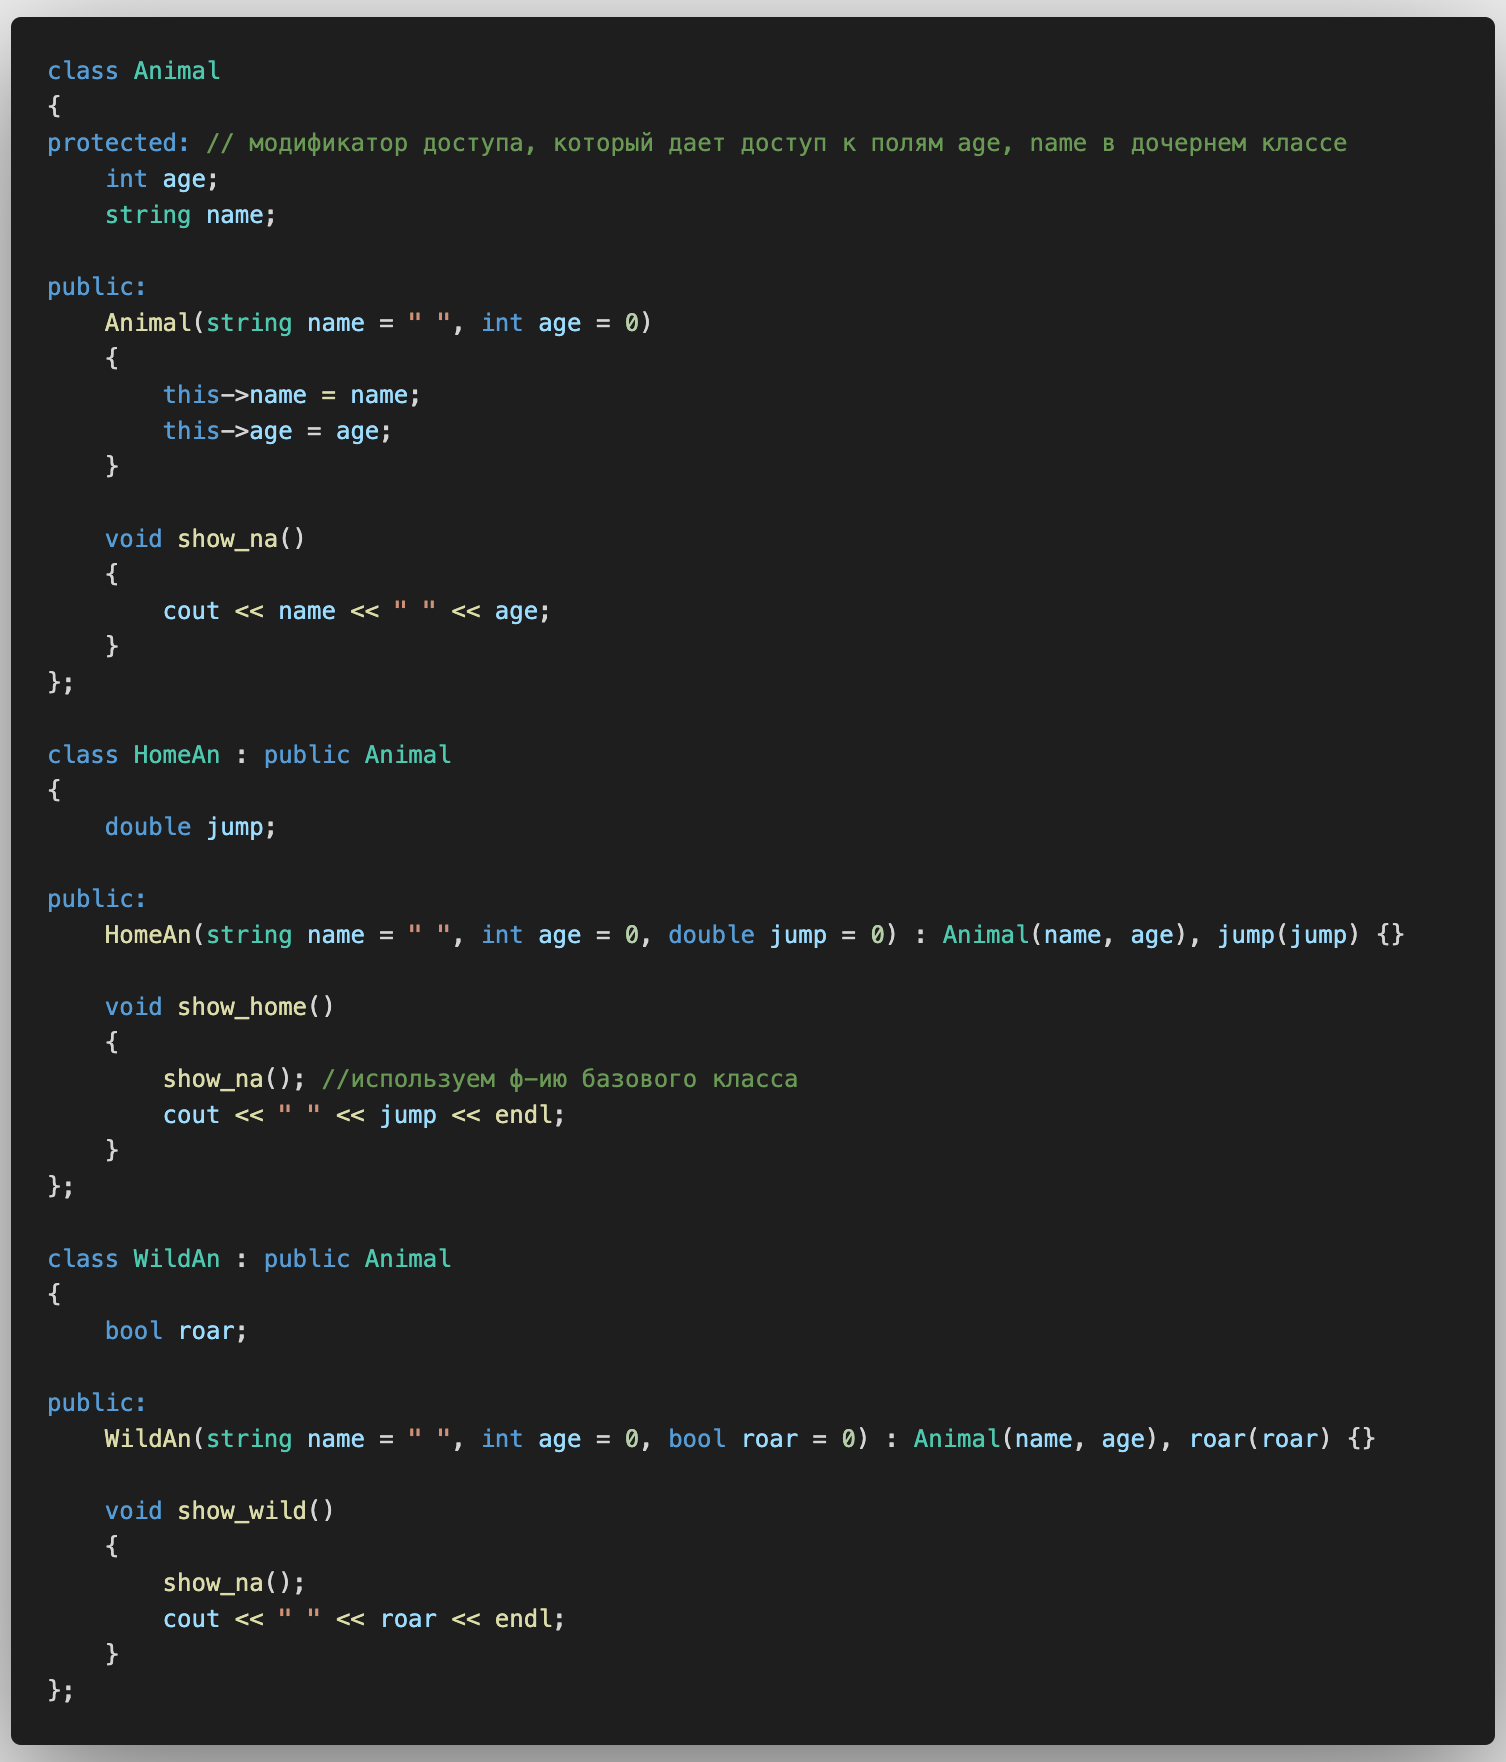 class Animal
{
protected: // модификатор доступа, который дает доступ к полям age, name в дочернем классе
    int age;
    string name;

public:
    Animal(string name = " ", int age = 0)
    {
        this->name = name;
        this->age = age;
    }

    void show_na()
    {
        cout << name << " " << age;
    }
};

class HomeAn : public Animal
{
    double jump;

public:
    HomeAn(string name = " ", int age = 0, double jump = 0) : Animal(name, age), jump(jump) {}

    void show_home()
    {
        show_na(); //используем ф-ию базового класса
        cout << " " << jump << endl;
    }
};

class WildAn : public Animal
{
    bool roar;

public:
    WildAn(string name = " ", int age = 0, bool roar = 0) : Animal(name, age), roar(roar) {}

    void show_wild()
    {
        show_na();
        cout << " " << roar << endl;
    }
};